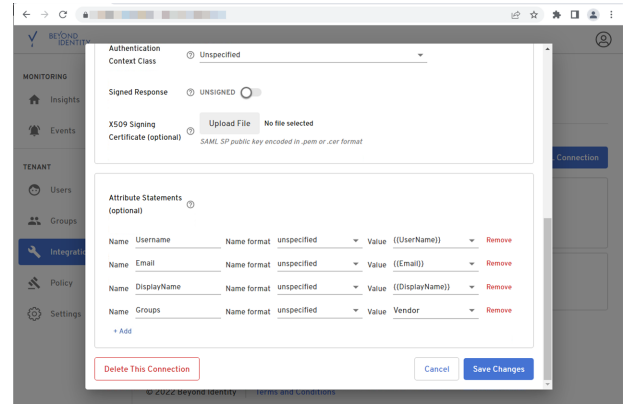 BEYOND
IDENTITY
MONITORING
Insights
Events
TENANT
Users
Groups
Integratio
Policy
Settings
Connection
Authentication
Context Class
Unspecified
Signed Response
UNSIGNED
X509 Signing
Certificate (optional)
Upload File
No file selected
SAML SP public key encoded in .pem or .cer format
Attribute Statements
(optional)
Name Username Name format unspecified Value {{UserName}} Remove
Name Email Name format unspecified Value {{Email}} Remove
Name DisplayName Name format unspecified Value {{DisplayName}} Remove
Name Groups Name format unspecified Value Vendor Remove
+ Add
Delete This Connection
Cancel
Save Changes
© 2022 Beyond Identity Terms and Conditions